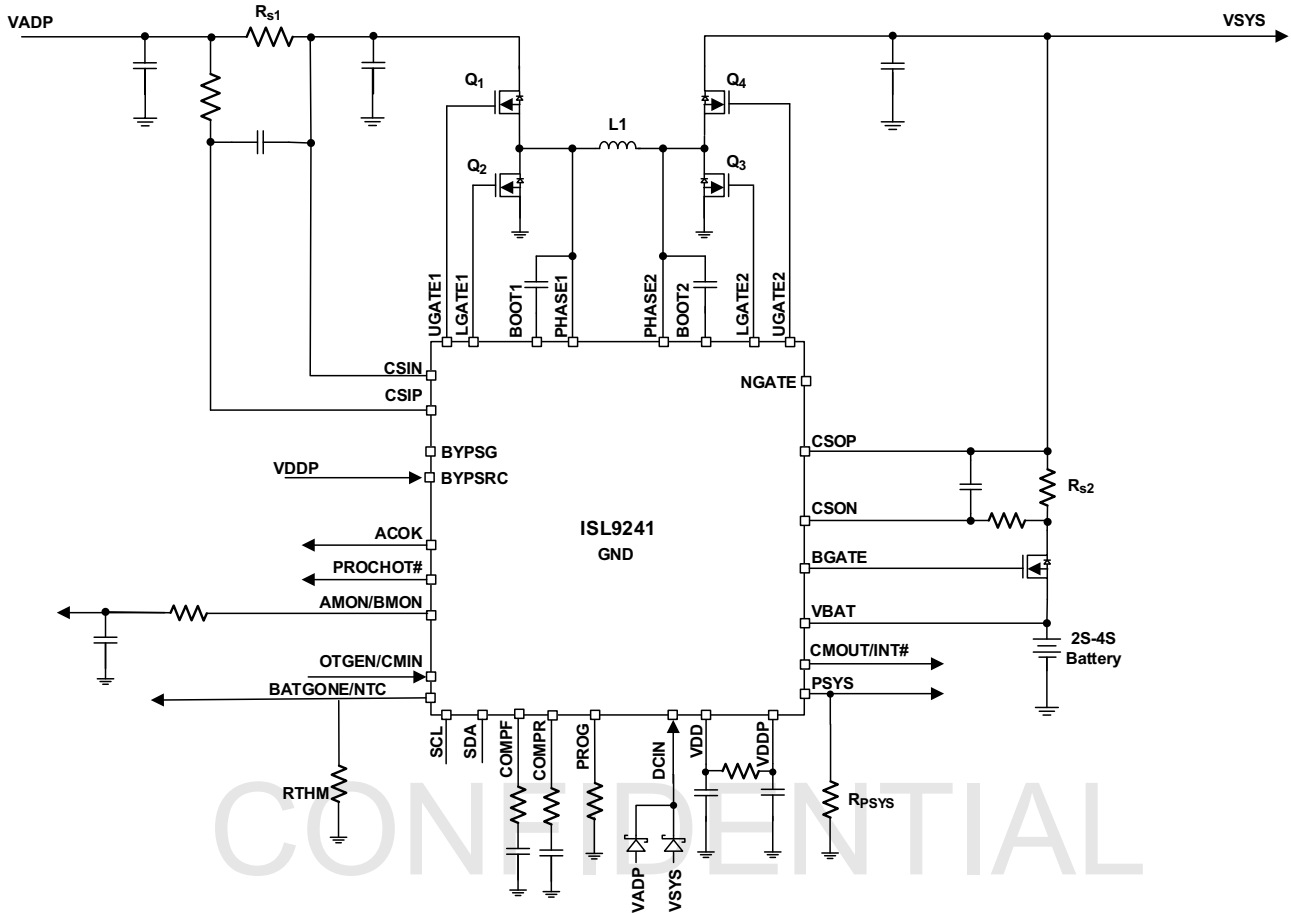 VADP
Rs1
VSYS
Q1
Q4
L1
Q2
Q3
UGATE1
LGATE1
BOOT1
PHASE1
PHASE2
BOOT2
LGATE2
UGATE2
CSIN
CSIP
NGATE
BYPSG
VDDP
BYPSRC
CSOP
Rs2
CSON
ISL9241
GND
ACOK
PROCHOT#
BGATE
AMON/BMON
VBAT
2S-4S
Battery
OTGEN/CMIN
CMOUT/INT#
BATGONE/NTC
PSYS
SCL
SDA
COMPF
COMPR
PROG
DCIN
VDD
VDDP
RTHM
RPSYS
VADP
VSYS
CONFIDENTIAL